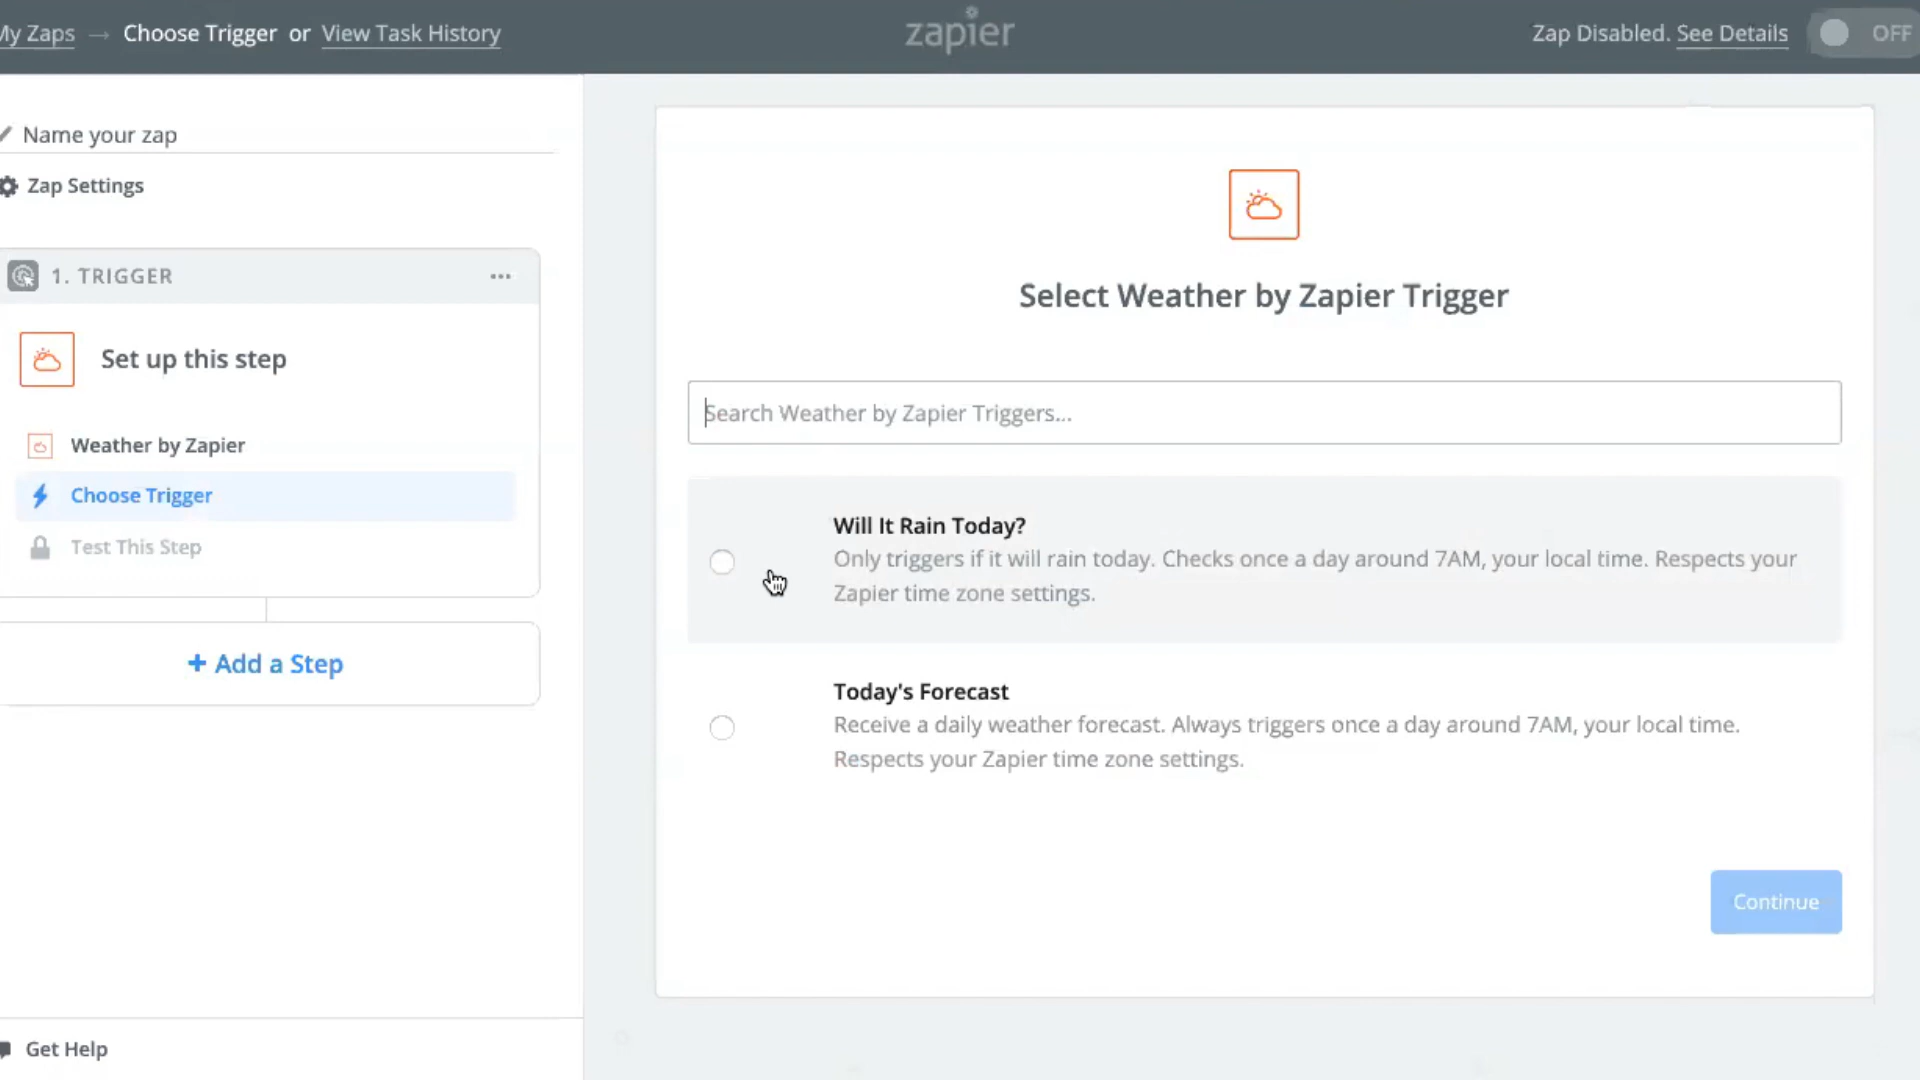 My Zaps → Choose Trigger or View Task History
zapier
Zap Disabled. See Details OFF
Name your zap
Zap Settings
1. TRIGGER
Set up this step
Weather by Zapier
Choose Trigger
Test This Step
+ Add a Step
Get Help
Select Weather by Zapier Trigger
Search Weather by Zapier Triggers...
Will It Rain Today?
Only triggers if it will rain today. Checks once a day around 7AM, your local time. Respects your
Zapier time zone settings.
Today's Forecast
Receive a daily weather forecast. Always triggers once a day around 7AM, your local time.
Respects your Zapier time zone settings.
Continue